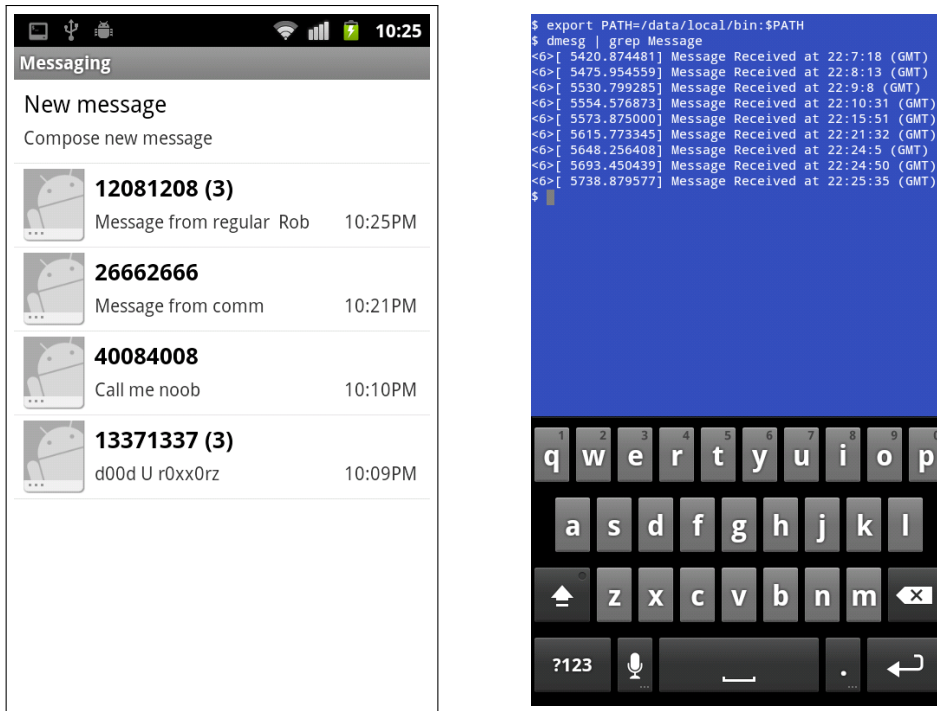 10:25
Messaging
New message
Compose new message
12081208 (3)
Message from regular Rob 10:25PM
26662666
Message from comm 10:21PM
40084008
Call me noob 10:10PM
13371337 (3)
d00d U r0xx0rz 10:09PM
$ export PATH=/data/local/bin:$PATH
$ dmesg | grep Message
<6>[ 5420.874481] Message Received at 22:7:18 (GMT)
<6>[ 5475.954559] Message Received at 22:8:13 (GMT)
<6>[ 5530.799285] Message Received at 22:9:8 (GMT)
<6>[ 5554.576873] Message Received at 22:10:31 (GMT)
<6>[ 5573.875000] Message Received at 22:15:51 (GMT)
<6>[ 5615.773345] Message Received at 22:21:32 (GMT)
<6>[ 5648.256408] Message Received at 22:24:5 (GMT)
<6>[ 5693.450439] Message Received at 22:24:50 (GMT)
<6>[ 5738.879577] Message Received at 22:25:35 (GMT)
$
1 2 3 4 5 6 7 8 9 0
q w e r t y u i o p
a s d f g h j k l
z x c v b n m
?123 .